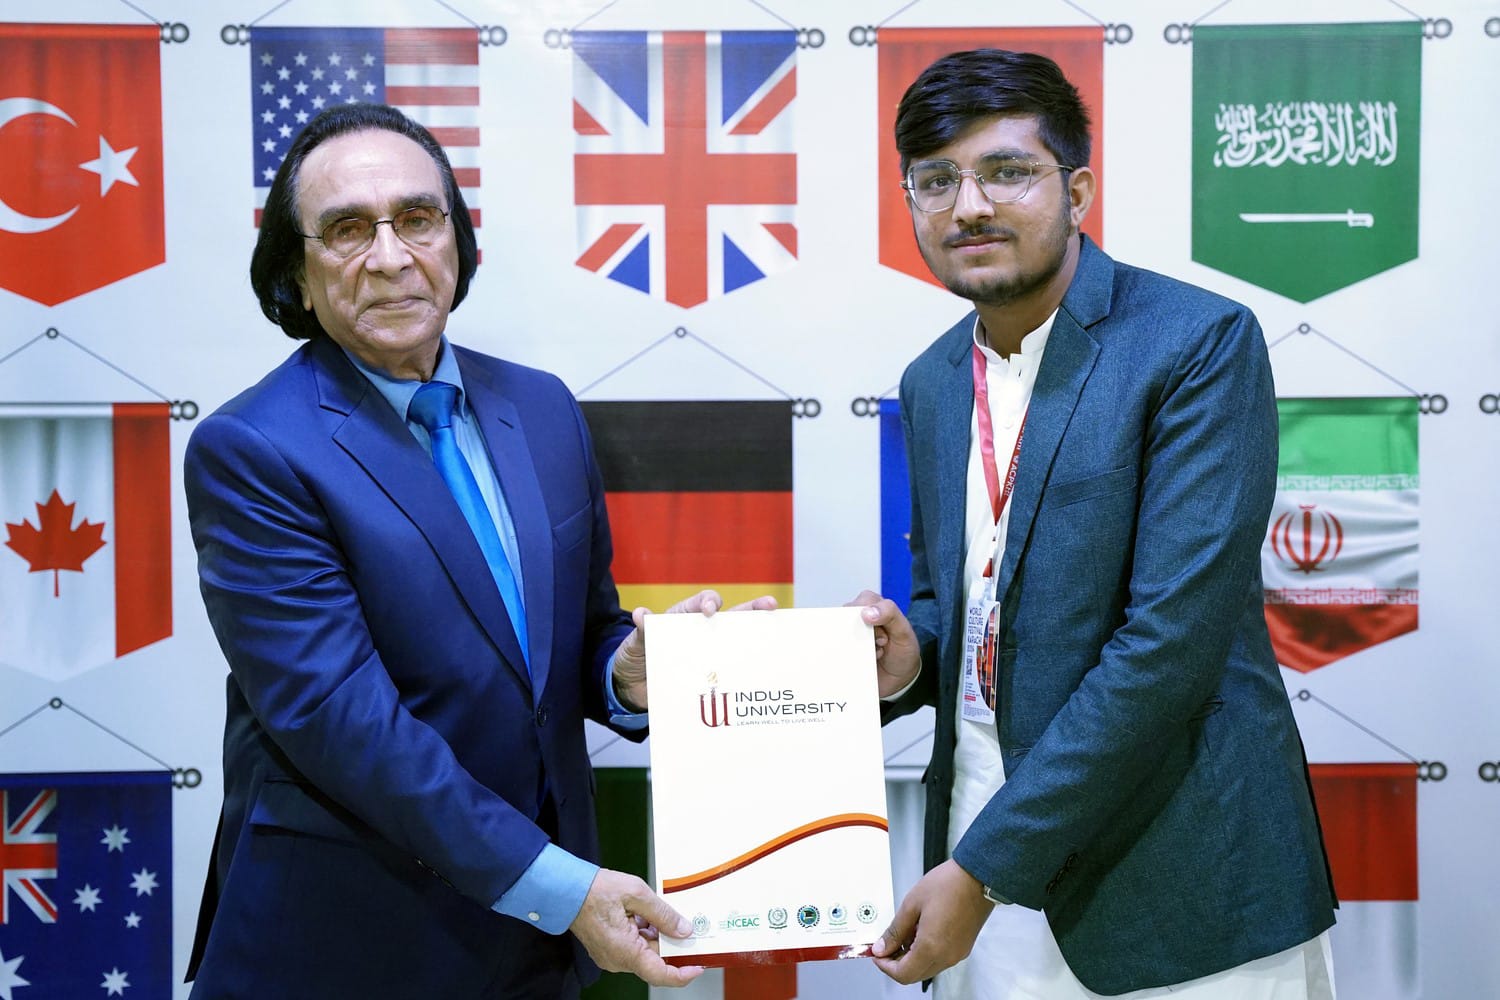 لا إله إلا الله محمد رسول الله
INDUS
UNIVERSITY
LEARN WELL TO LIVE WELL
NCEAC
WORLD
CULTURE
FESTIVAL
KARACHI
2024
ACPKHI